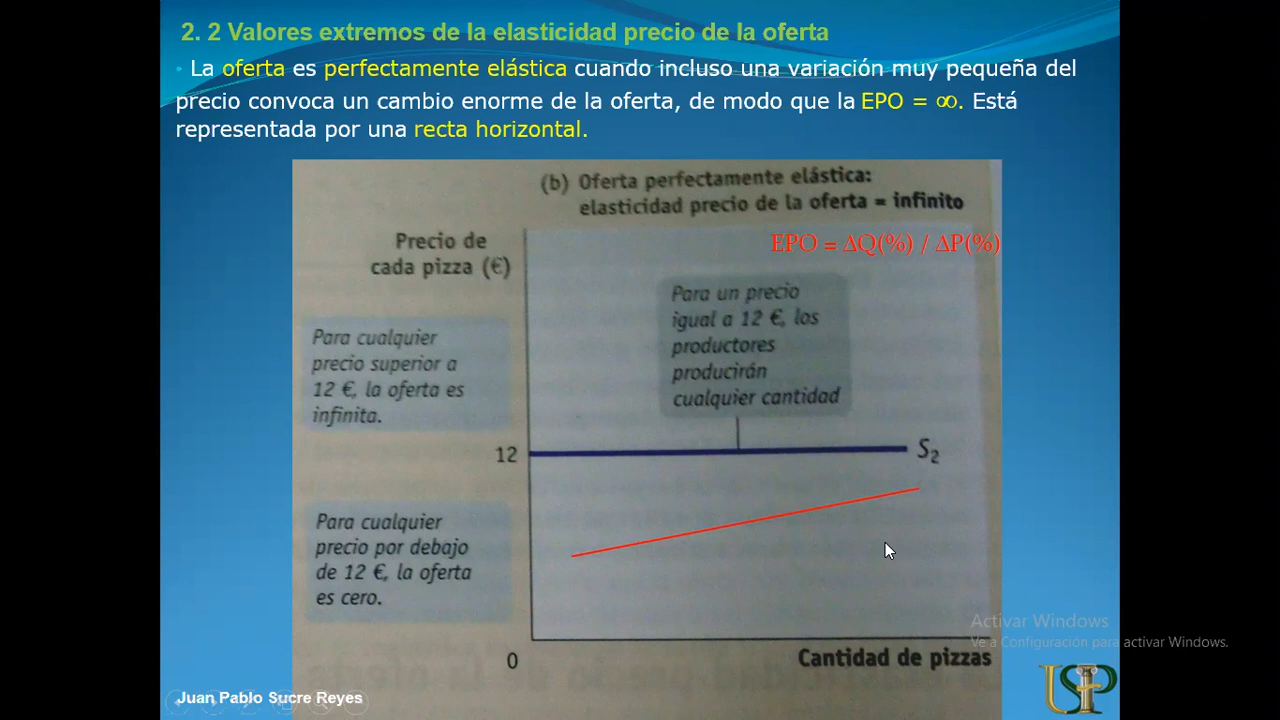 2. 2 Valores extremos de la elasticidad precio de la oferta
• La oferta es perfectamente elástica cuando incluso una variación muy pequeña del
precio convoca un cambio enorme de la oferta, de modo que la EPO = ∞. Está
representada por una recta horizontal.
(b) Oferta perfectamente elástica:
elasticidad precio de la oferta = infinito
EPO = ΔQ(%) / ΔP(%)
Precio de
cada pizza (€)
Para un precio
igual a 12 €, los
productores
producirán
cualquier cantidad
Para cualquier
precio superior a
12 €, la oferta es
infinita.
12
S2
Para cualquier
precio por debajo
de 12 €, la oferta
es cero.
0
Cantidad de pizzas
Activar Windows
Ve a Configuración para activar Windows.
Juan Pablo Sucre Reyes
USP